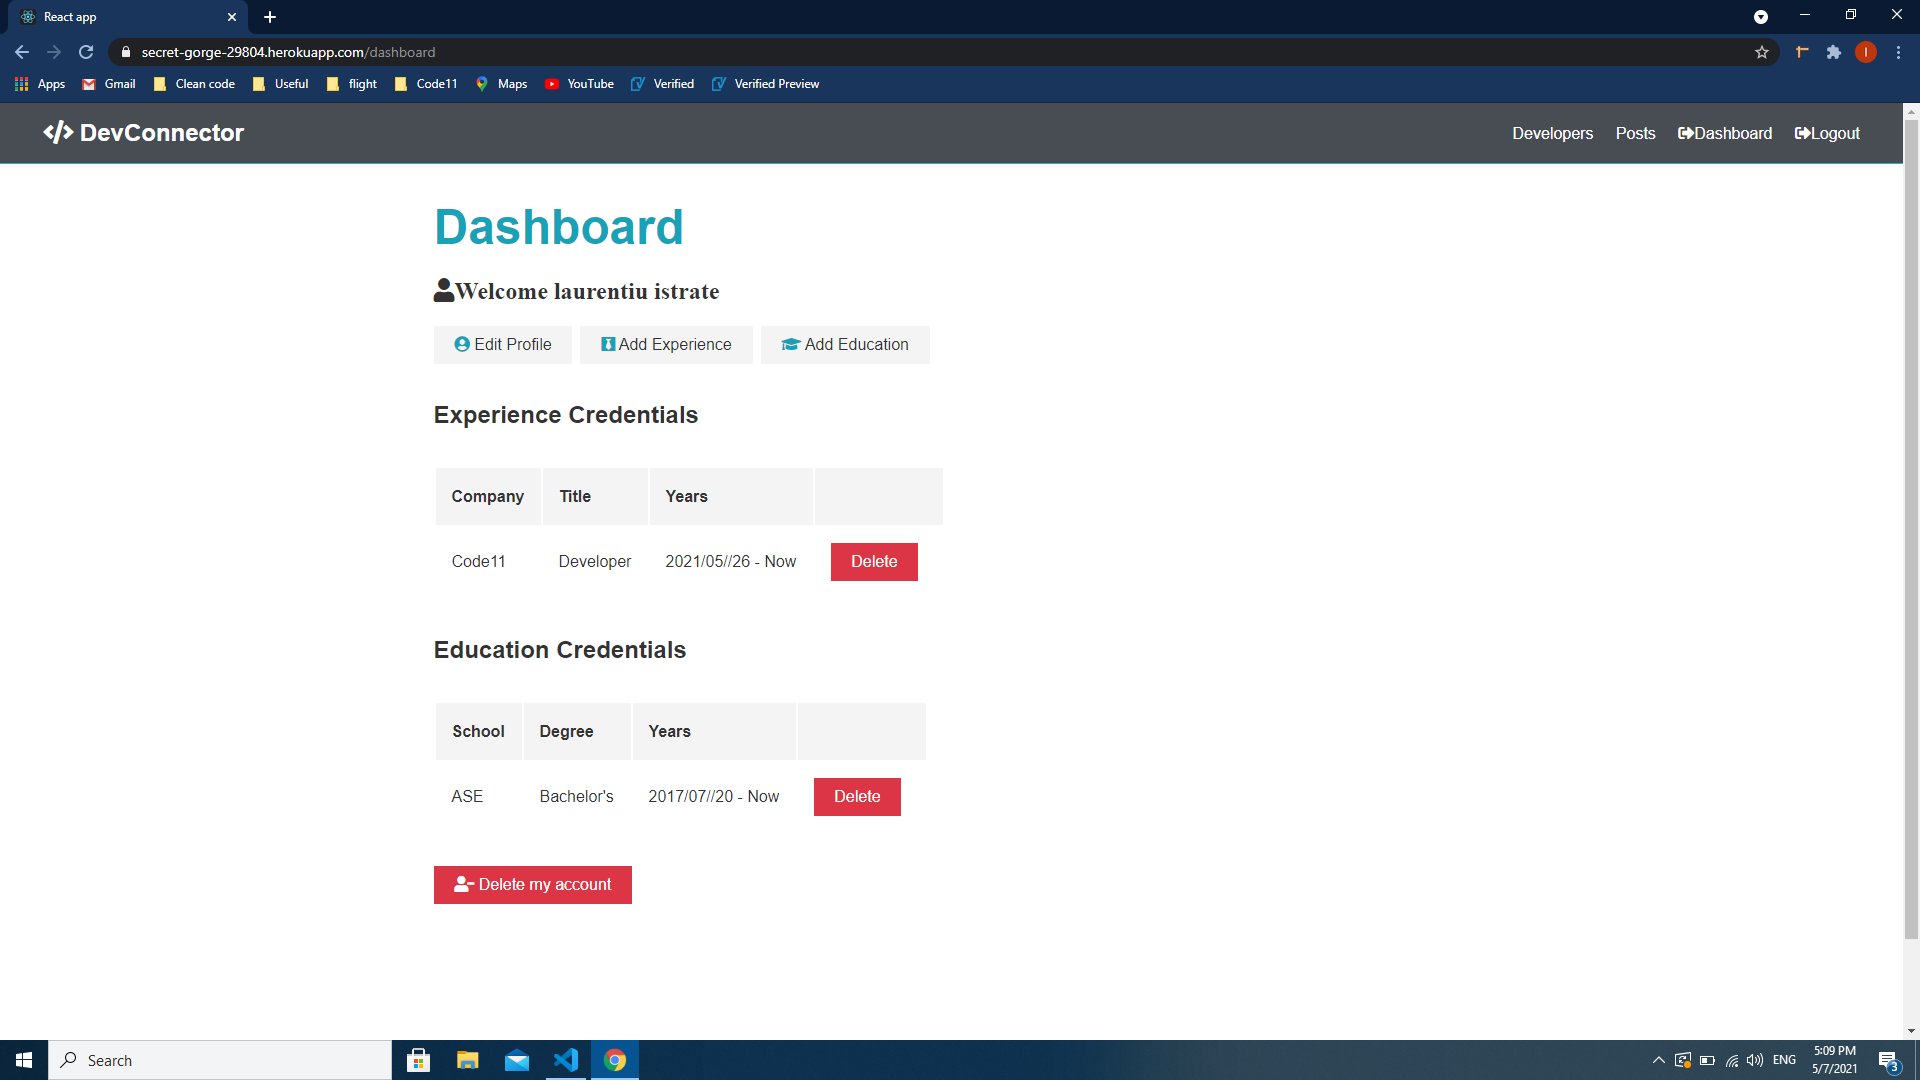 React app
secret-gorge-29804.herokuapp.com/dashboard
Apps Gmail Clean code Useful flight Code11 Maps YouTube Verified Verified Preview
</> DevConnector Developers Posts Dashboard Logout
Dashboard
Welcome laurentiu istrate
Edit Profile Add Experience Add Education
Experience Credentials
Company Title Years
Code11 Developer 2021/05//26 - Now Delete
Education Credentials
School Degree Years
ASE Bachelor's 2017/07//20 - Now Delete
Delete my account
Search
ENG
5:09 PM
5/7/2021
3